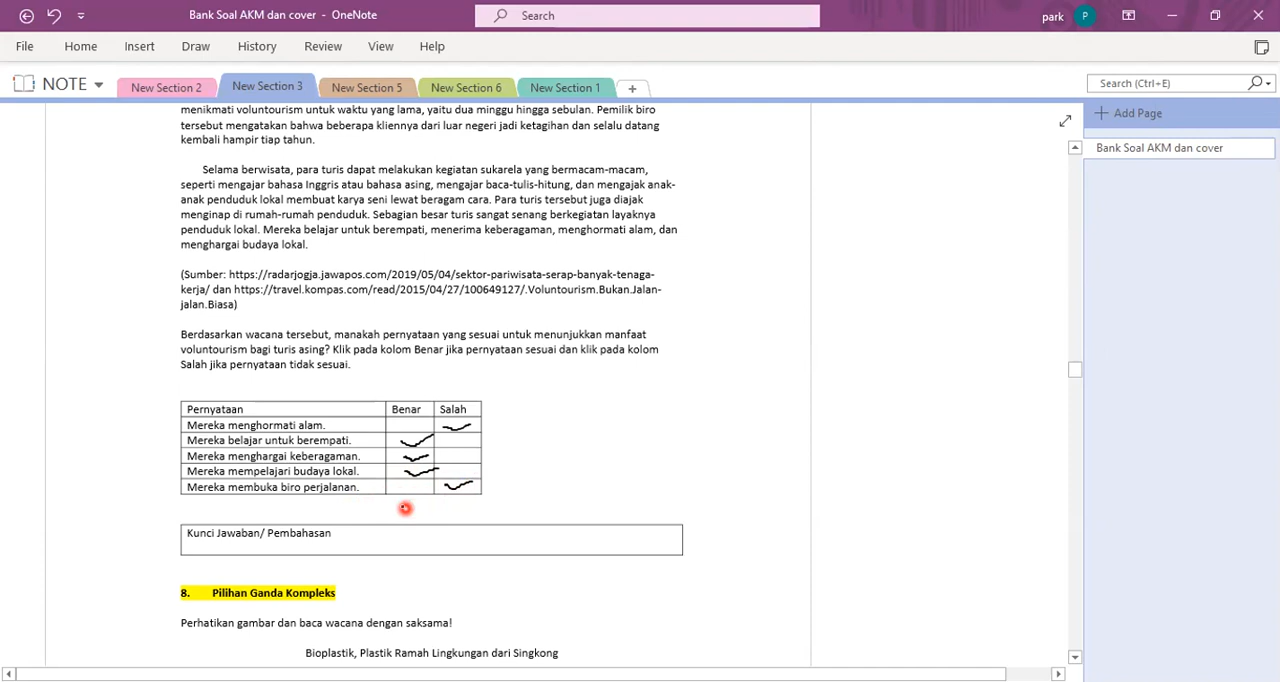 Bank Soal AKM dan cover - OneNote
Search
park
P
File Home Insert Draw History Review View Help
NOTE
New Section 2
New Section 3
New Section 5
New Section 6
New Section 1
+
Search (Ctrl+E)
Add Page
Bank Soal AKM dan cover
menikmati voluntourism untuk waktu yang lama, yaitu dua minggu hingga sebulan. Pemilik biro
tersebut mengatakan bahwa beberapa kliennya dari luar negeri jadi ketagihan dan selalu datang
kembali hampir tiap tahun.
Selama berwisata, para turis dapat melakukan kegiatan sukarela yang bermacam-macam,
seperti mengajar bahasa Inggris atau bahasa asing, mengajar baca-tulis-hitung, dan mengajak anak-
anak penduduk lokal membuat karya seni lewat beragam cara. Para turis tersebut juga diajak
menginap di rumah-rumah penduduk. Sebagian besar turis sangat senang berkegiatan layaknya
penduduk lokal. Mereka belajar untuk berempati, menerima keberagaman, menghormati alam, dan
menghargai budaya lokal.
(Sumber: https://radarjogja.jawapos.com/2019/05/04/sektor-pariwisata-serap-banyak-tenaga-
kerja/ dan https://travel.kompas.com/read/2015/04/27/100649127/.Voluntourism.Bukan.Jalan-
jalan.Biasa)
Berdasarkan wacana tersebut, manakah pernyataan yang sesuai untuk menunjukkan manfaat
voluntourism bagi turis asing? Klik pada kolom Benar jika pernyataan sesuai dan klik pada kolom
Salah jika pernyataan tidak sesuai.
Pernyataan Benar Salah
Mereka menghormati alam.
Mereka belajar untuk berempati.
Mereka menghargai keberagaman.
Mereka mempelajari budaya lokal.
Mereka membuka biro perjalanan.
Kunci Jawaban/ Pembahasan
8. Pilihan Ganda Kompleks
Perhatikan gambar dan baca wacana dengan saksama!
Bioplastik, Plastik Ramah Lingkungan dari Singkong